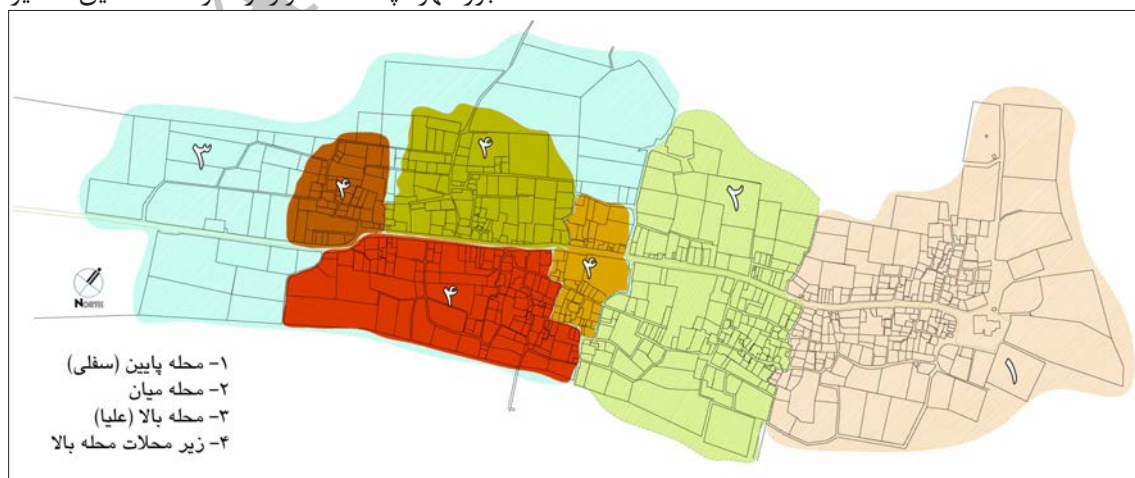 ۳
۴
۴
۲
۴
۴
۱
NORTH
۱- محله پایین (سفلی)
۲- محله میان
۳- محله بالا (علیا)
۴- زیر محلات محله بالا